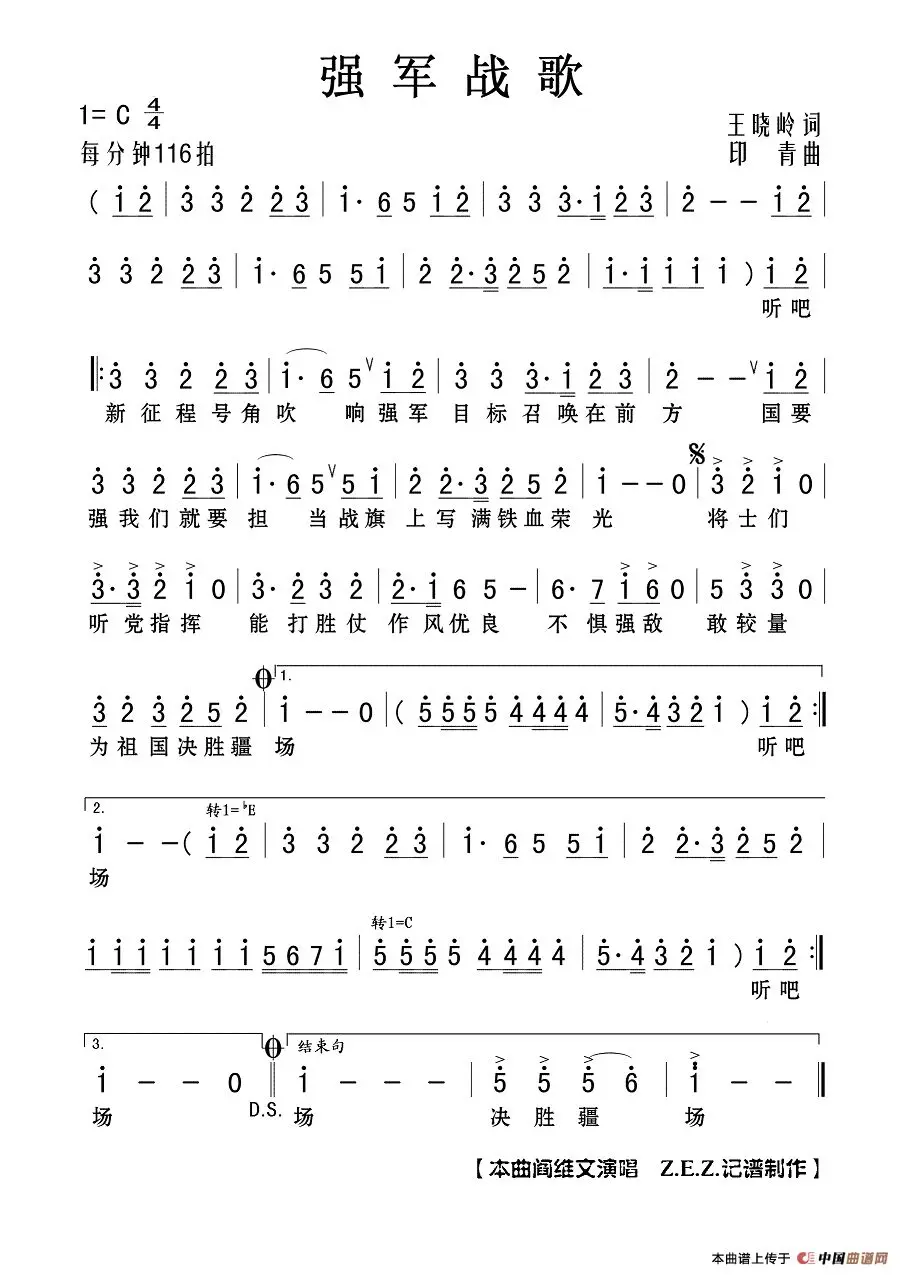 强军战歌
1= C 4/4
王晓岭词
每分钟116拍
印 青曲
( 1 2 | 3 3 2 2 3 | 1· 6 5 1 2 | 3 3 3· 1 2 3 | 2 - - 1 2 |
3 3 2 2 3 | 1· 6 5 5 1 | 2 2· 3 2 5 2 | 1· 1 1 1 1 ) 1 2 |
听吧
‖: 3 3 2 2 3 | 1· 6 5 ∨ 1 2 | 3 3 3· 1 2 3 | 2 - - ∨ 1 2 |
新征程号角吹 响强军 目标召唤在前 方 国要
3 3 2 2 3 | 1· 6 5 ∨ 5 1 | 2 2· 3 2 5 2 | 1 - - 0 | 3 2 1 0 |
强我们就要 担 当战旗 上写满铁血荣 光 将士们
3· 3 2 1 0 | 3· 2 3 2 | 2· 1 6 5 - | 6· 7 1 6 0 | 5 3 3 0 |
听党指挥 能打胜仗 作风优良 不惧强敌 敢较量
1.
3 2 3 2 5 2 | 1 - - 0 | ( 5 5 5 5 4 4 4 4 | 5· 4 3 2 1 ) 1 2 :‖
为祖国决胜疆 场 听吧
2. 转1=♭E
1 - - ( 1 2 | 3 3 2 2 3 | 1· 6 5 5 1 | 2 2· 3 2 5 2 |
场
转1=C
1 1 1 1 1 1 1 5 6 7 1 | 5 5 5 5 4 4 4 4 | 5· 4 3 2 1 ) 1 2 :‖
听吧
3. 结束句
1 - - 0 ‖ 1 - - - | 5 5 5 6 | 1 - - - ‖
D.S.
场 场 决胜疆 场
【本曲阎维文演唱 Z.E.Z.记谱制作】
本曲谱上传于 中国曲谱网